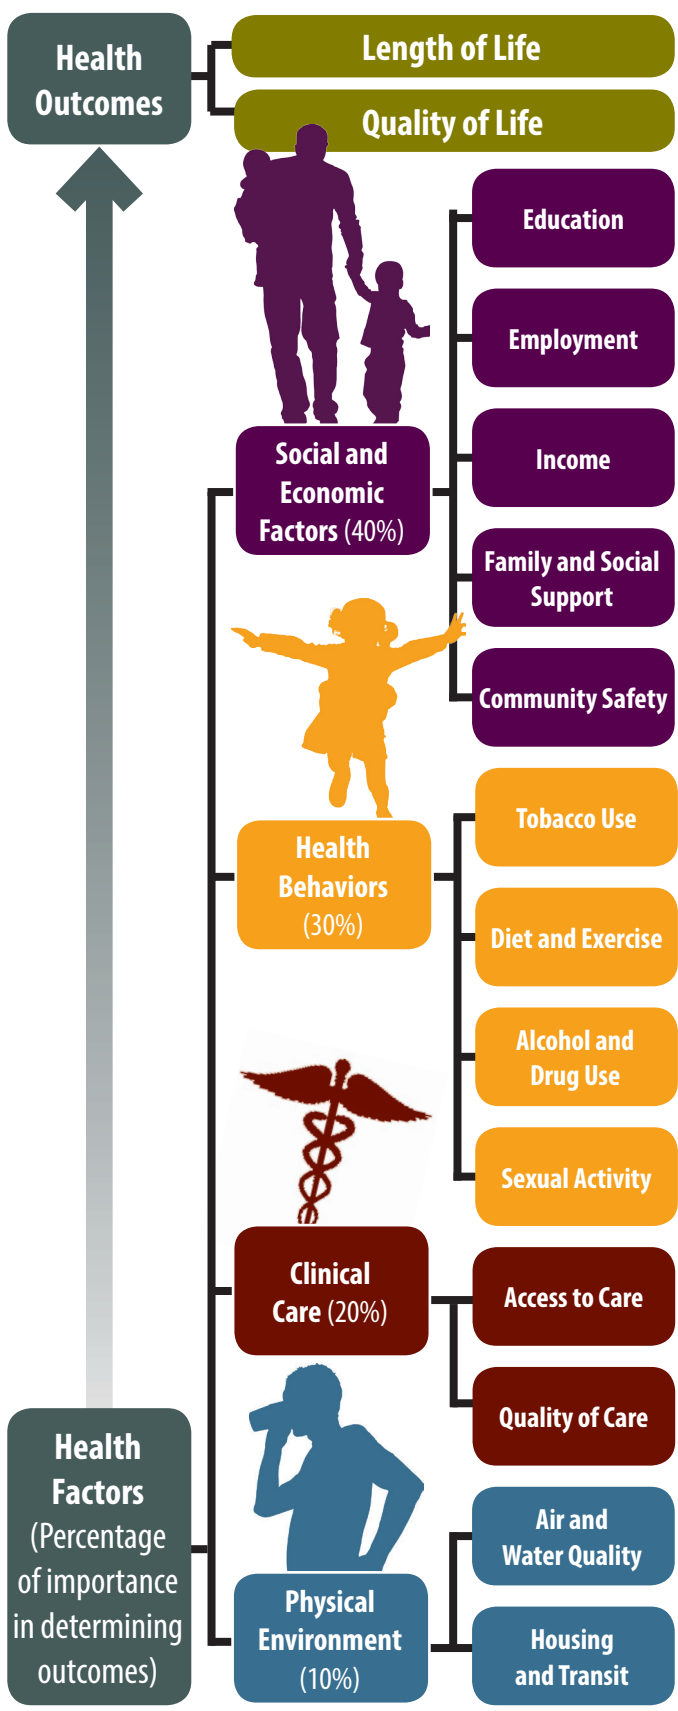 Health
Outcomes
Length of Life
Quality of Life
Education
Employment
Income
Family and Social
Support
Community Safety
Social and
Economic
Factors (40%)
Tobacco Use
Diet and Exercise
Alcohol and
Drug Use
Sexual Activity
Health
Behaviors
(30%)
Clinical
Care (20%)
Access to Care
Quality of Care
Health
Factors
(Percentage
of importance
in determining
outcomes)
Physical
Environment
(10%)
Air and
Water Quality
Housing
and Transit